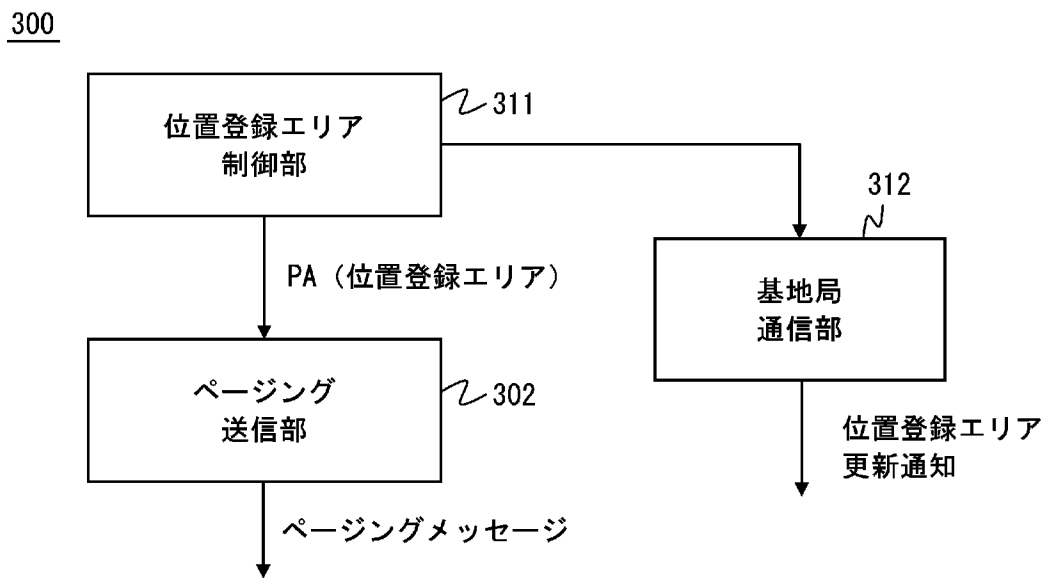 300
位置登録エリア
制御部
311
312
PA（位置登録エリア）
基地局
通信部
ページング
送信部
302
位置登録エリア
更新通知
ページングメッセージ